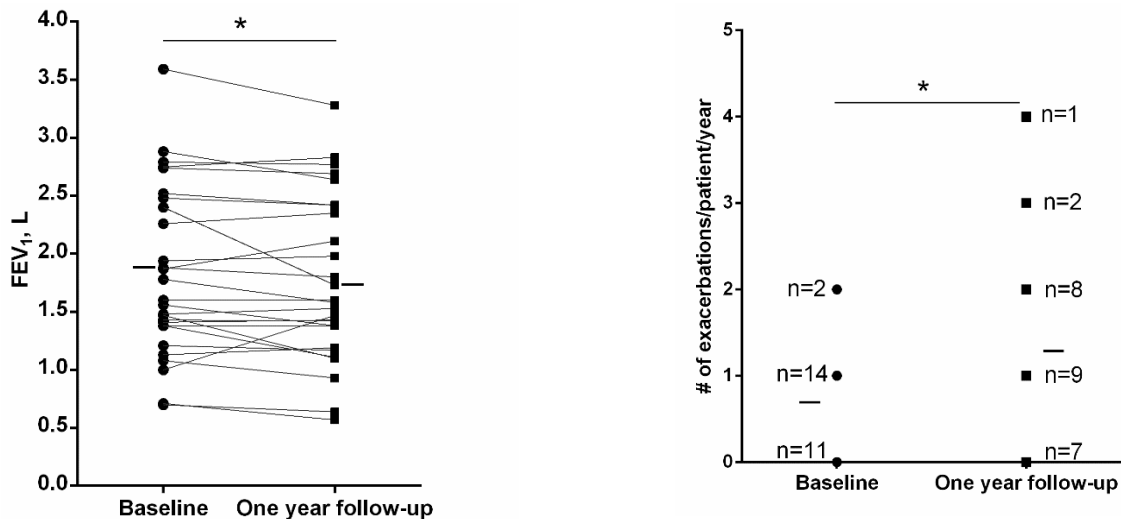 *
4.0
3.5
3.0
2.5
2.0
1.5
1.0
0.5
0.0
FEV1, L
Baseline One year follow-up
*
5
4
3
2
1
0
# of exacerbations/patient/year
n=2
n=14
n=11
n=1
n=2
n=8
n=9
n=7
Baseline One year follow-up